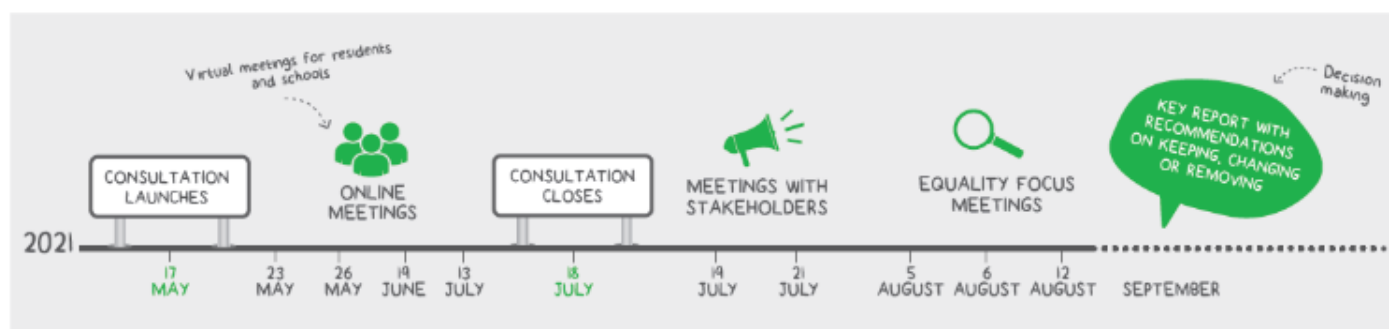 Virtual meetings for residents
and schools
Decision
making
CONSULTATION
LAUNCHES
ONLINE
MEETINGS
CONSULTATION
CLOSES
MEETINGS WITH
STAKEHOLDERS
EQUALITY FOCUS
MEETINGS
KEY REPORT WITH
RECOMMENDATIONS
ON KEEPING, CHANGING
OR REMOVING
2021
17
MAY
23
MAY
26
MAY
19
JUNE
13
JULY
18
JULY
19
JULY
21
JULY
5
AUGUST
6
AUGUST
12
AUGUST
SEPTEMBER